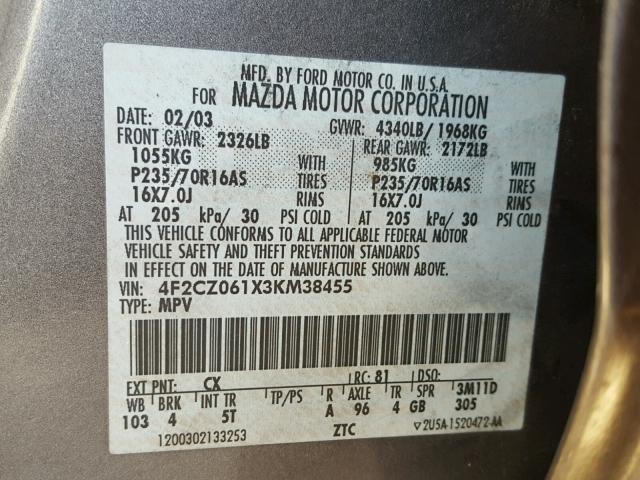 MFD. BY FORD MOTOR CO. IN U.S.A.
FOR MAZDA MOTOR CORPORATION
DATE: 02/03 GVWR: 4340LB/1968KG
FRONT GAWR: 2326LB REAR GAWR: 2172LB
1055KG WITH 985KG WITH
P235/70R16AS TIRES P235/70R16AS TIRES
16X7.0J RIMS 16X7.0J RIMS
AT 205 kPa/ 30 PSI COLD AT 205 kPa/ 30 PSI COLD
THIS VEHICLE CONFORMS TO ALL APPLICABLE FEDERAL MOTOR
VEHICLE SAFETY AND THEFT PREVENTION STANDARDS
IN EFFECT ON THE DATE OF MANUFACTURE SHOWN ABOVE.
VIN: 4F2CZ061X3KM38455
TYPE: MPV
EXT PNT: CX RC: 81 DSO:
WB BRK INT TR TP/PS R AXLE TR SPR 3M11D
103 4 5T A 96 4 GB 305
1200302133253 ZTC ▽2U5A-1520472-AA